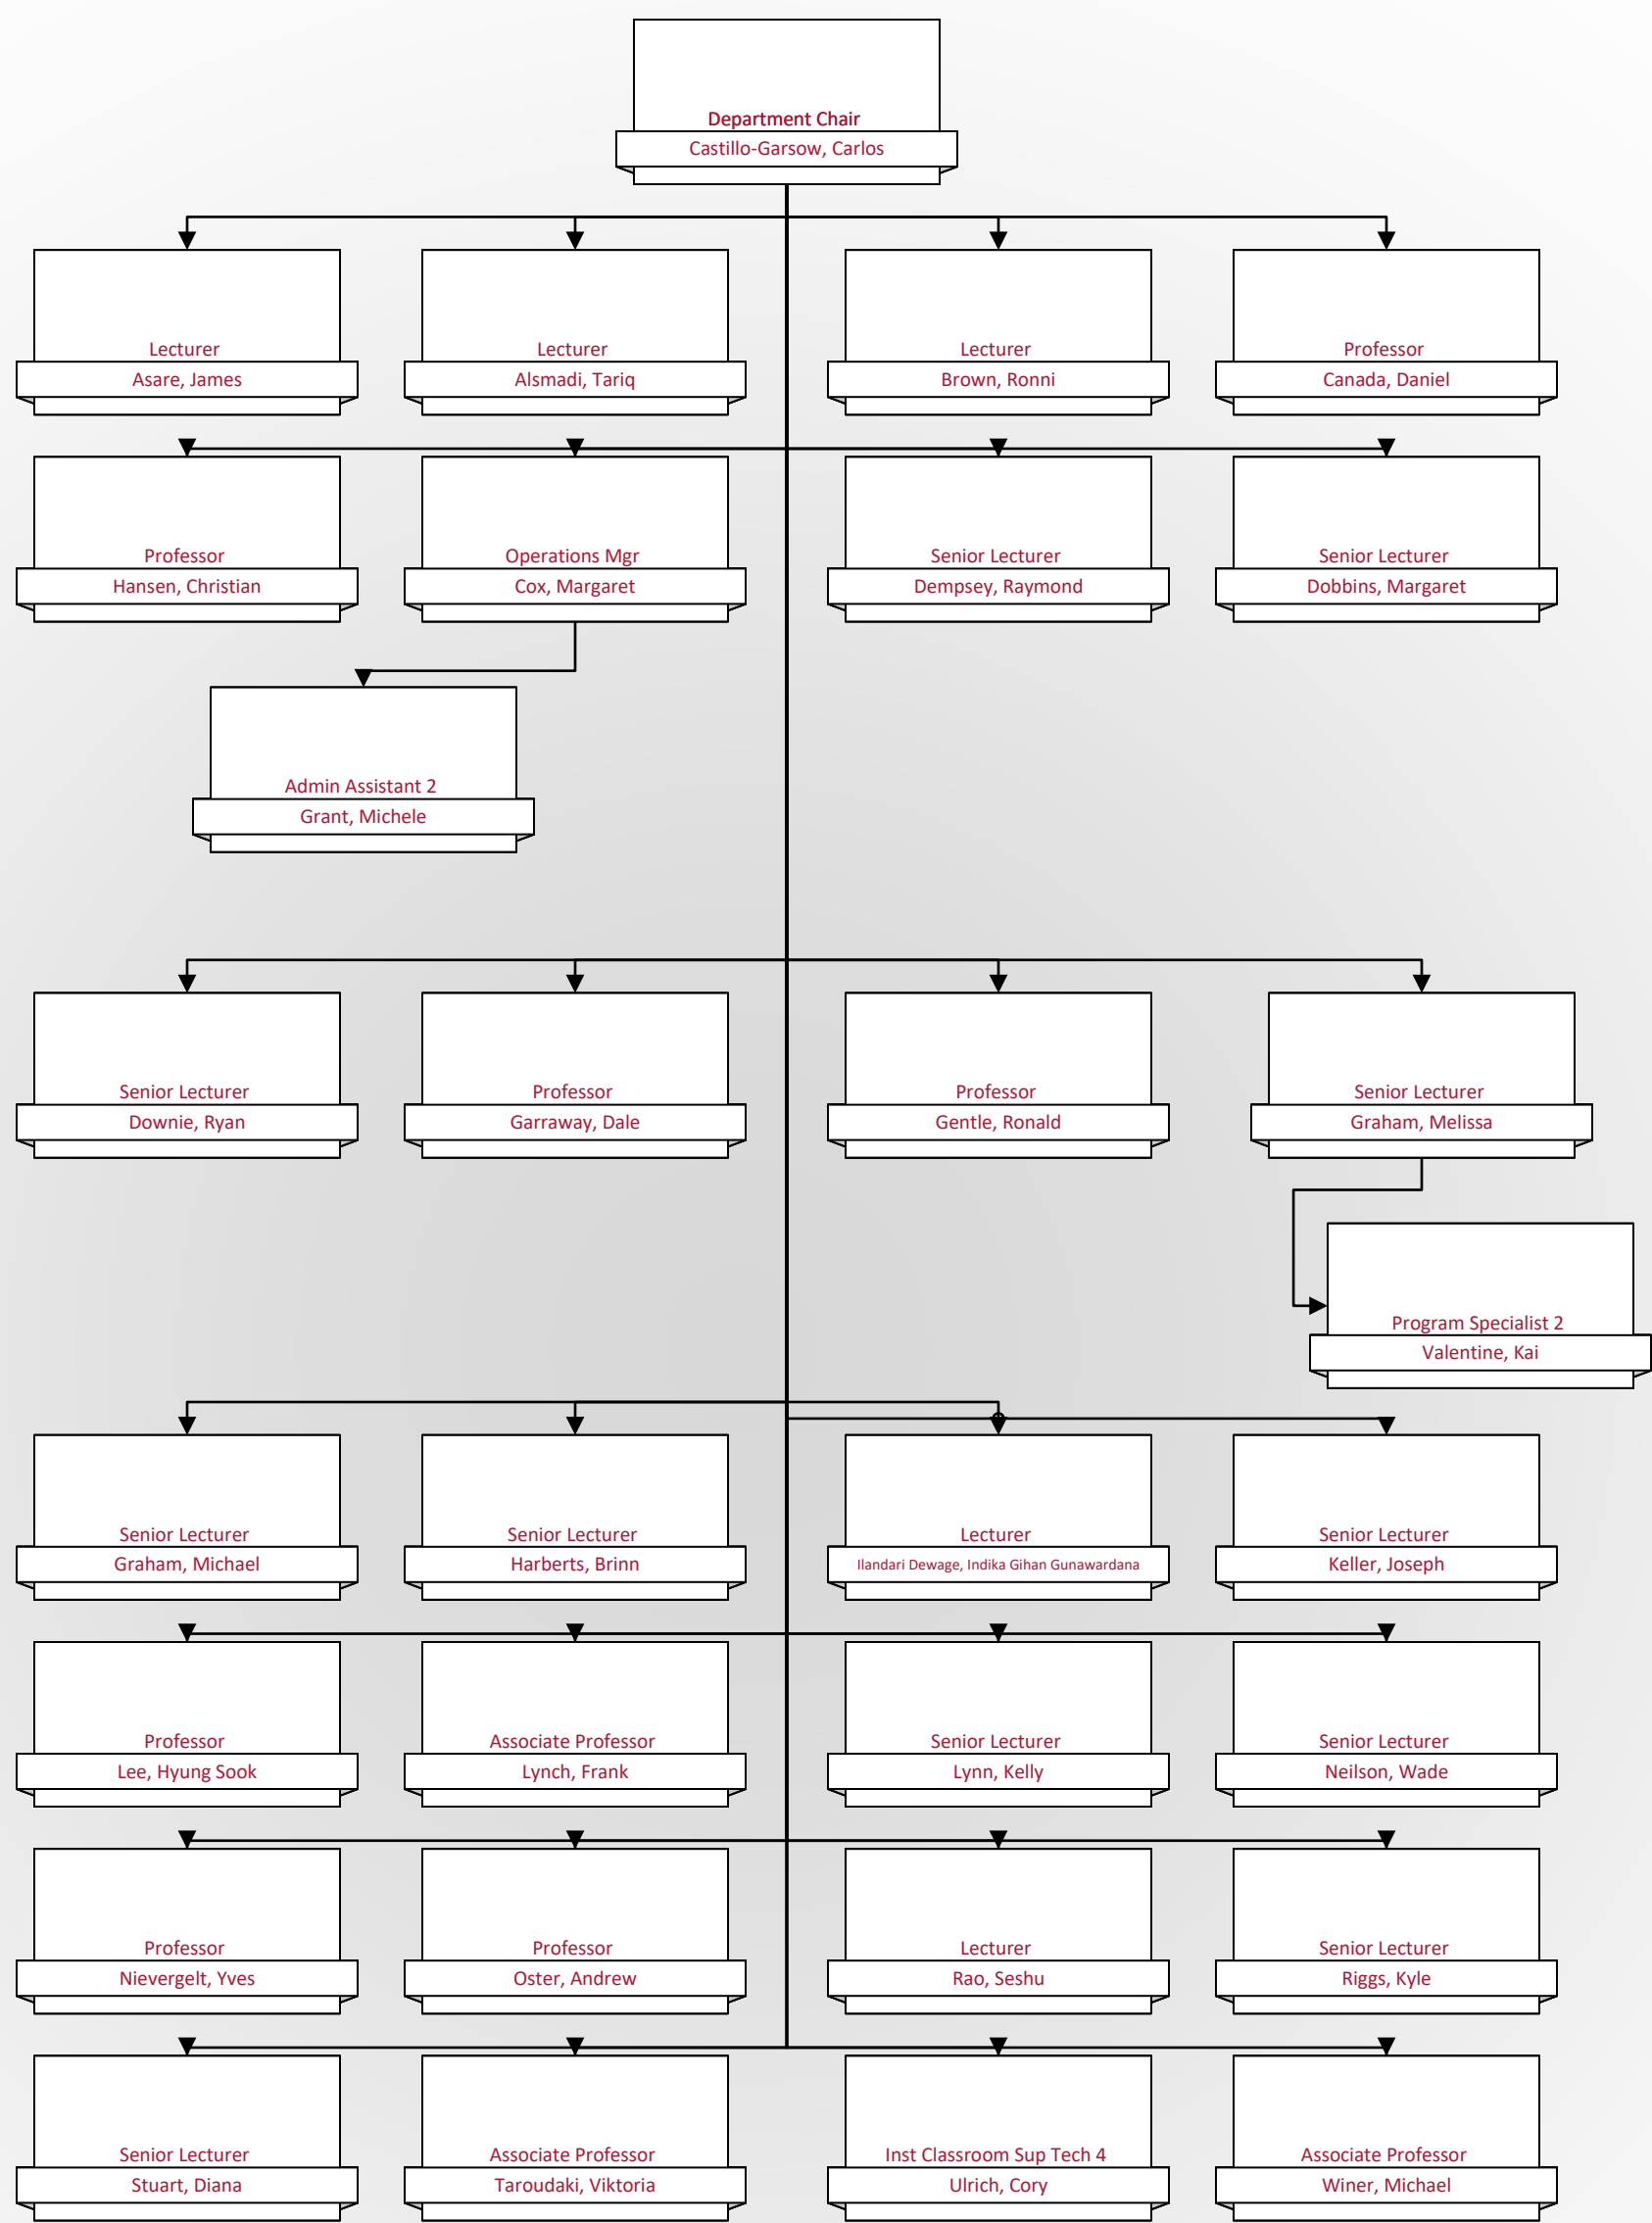 Department Chair
Castillo-Garsow, Carlos
Lecturer
Asare, James
Lecturer
Alsmadi, Tariq
Lecturer
Brown, Ronni
Professor
Canada, Daniel
Professor
Hansen, Christian
Operations Mgr
Cox, Margaret
Senior Lecturer
Dempsey, Raymond
Senior Lecturer
Dobbins, Margaret
Admin Assistant 2
Grant, Michele
Senior Lecturer
Downie, Ryan
Professor
Garraway, Dale
Professor
Gentle, Ronald
Senior Lecturer
Graham, Melissa
Program Specialist 2
Valentine, Kai
Senior Lecturer
Graham, Michael
Senior Lecturer
Harberts, Brinn
Lecturer
Ilandari Dewage, Indika Gihan Gunawardana
Senior Lecturer
Keller, Joseph
Professor
Lee, Hyung Sook
Associate Professor
Lynch, Frank
Senior Lecturer
Lynn, Kelly
Senior Lecturer
Neilson, Wade
Professor
Nievergelt, Yves
Professor
Oster, Andrew
Lecturer
Rao, Seshu
Senior Lecturer
Riggs, Kyle
Senior Lecturer
Stuart, Diana
Associate Professor
Taroudaki, Viktoria
Inst Classroom Sup Tech 4
Ulrich, Cory
Associate Professor
Winer, Michael